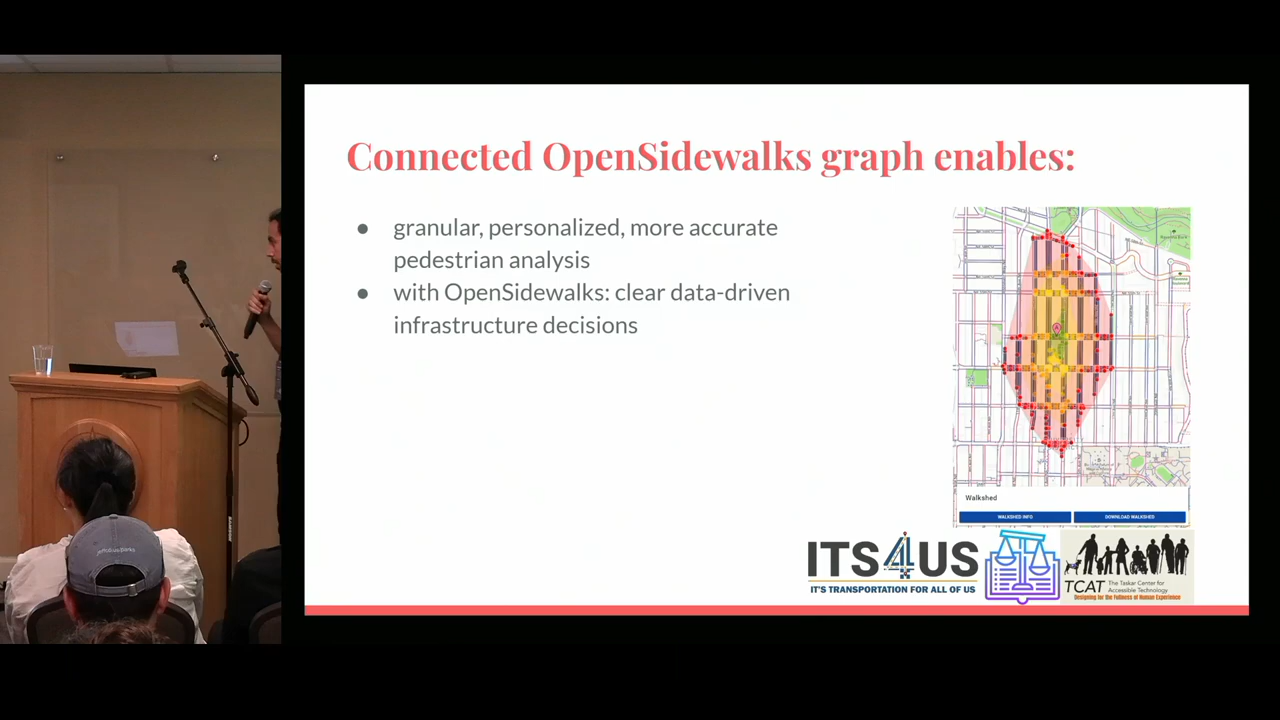 Connected OpenSidewalks graph enables:
● granular, personalized, more accurate
pedestrian analysis
● with OpenSidewalks: clear data-driven
infrastructure decisions
Walkshed
WALKSHED INFO
DOWNLOAD WALKSHED
ITS4US
IT'S TRANSPORTATION FOR ALL OF US
TCAT
The Taskar Center for
Accessible Technology
Designing for the Fullness of Human Experience
SAMSON